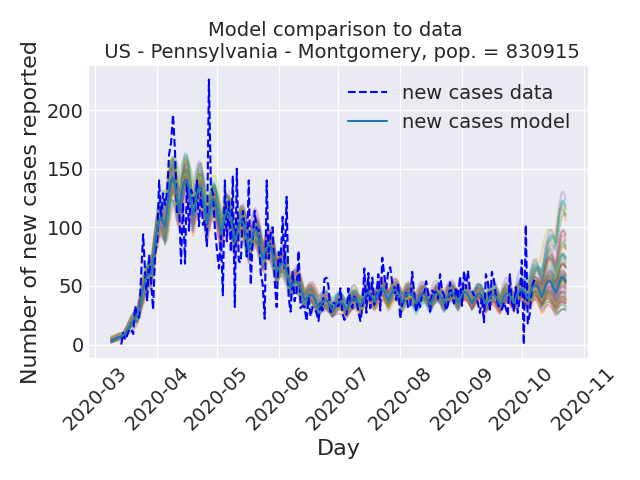 Model comparison to data
US - Pennsylvania - Montgomery, pop. = 830915
Number of new cases reported
200
150
100
50
0
new cases data
new cases model
2020-03
2020-04
2020-05
2020-06
2020-07
2020-08
2020-09
2020-10
2020-11
Day